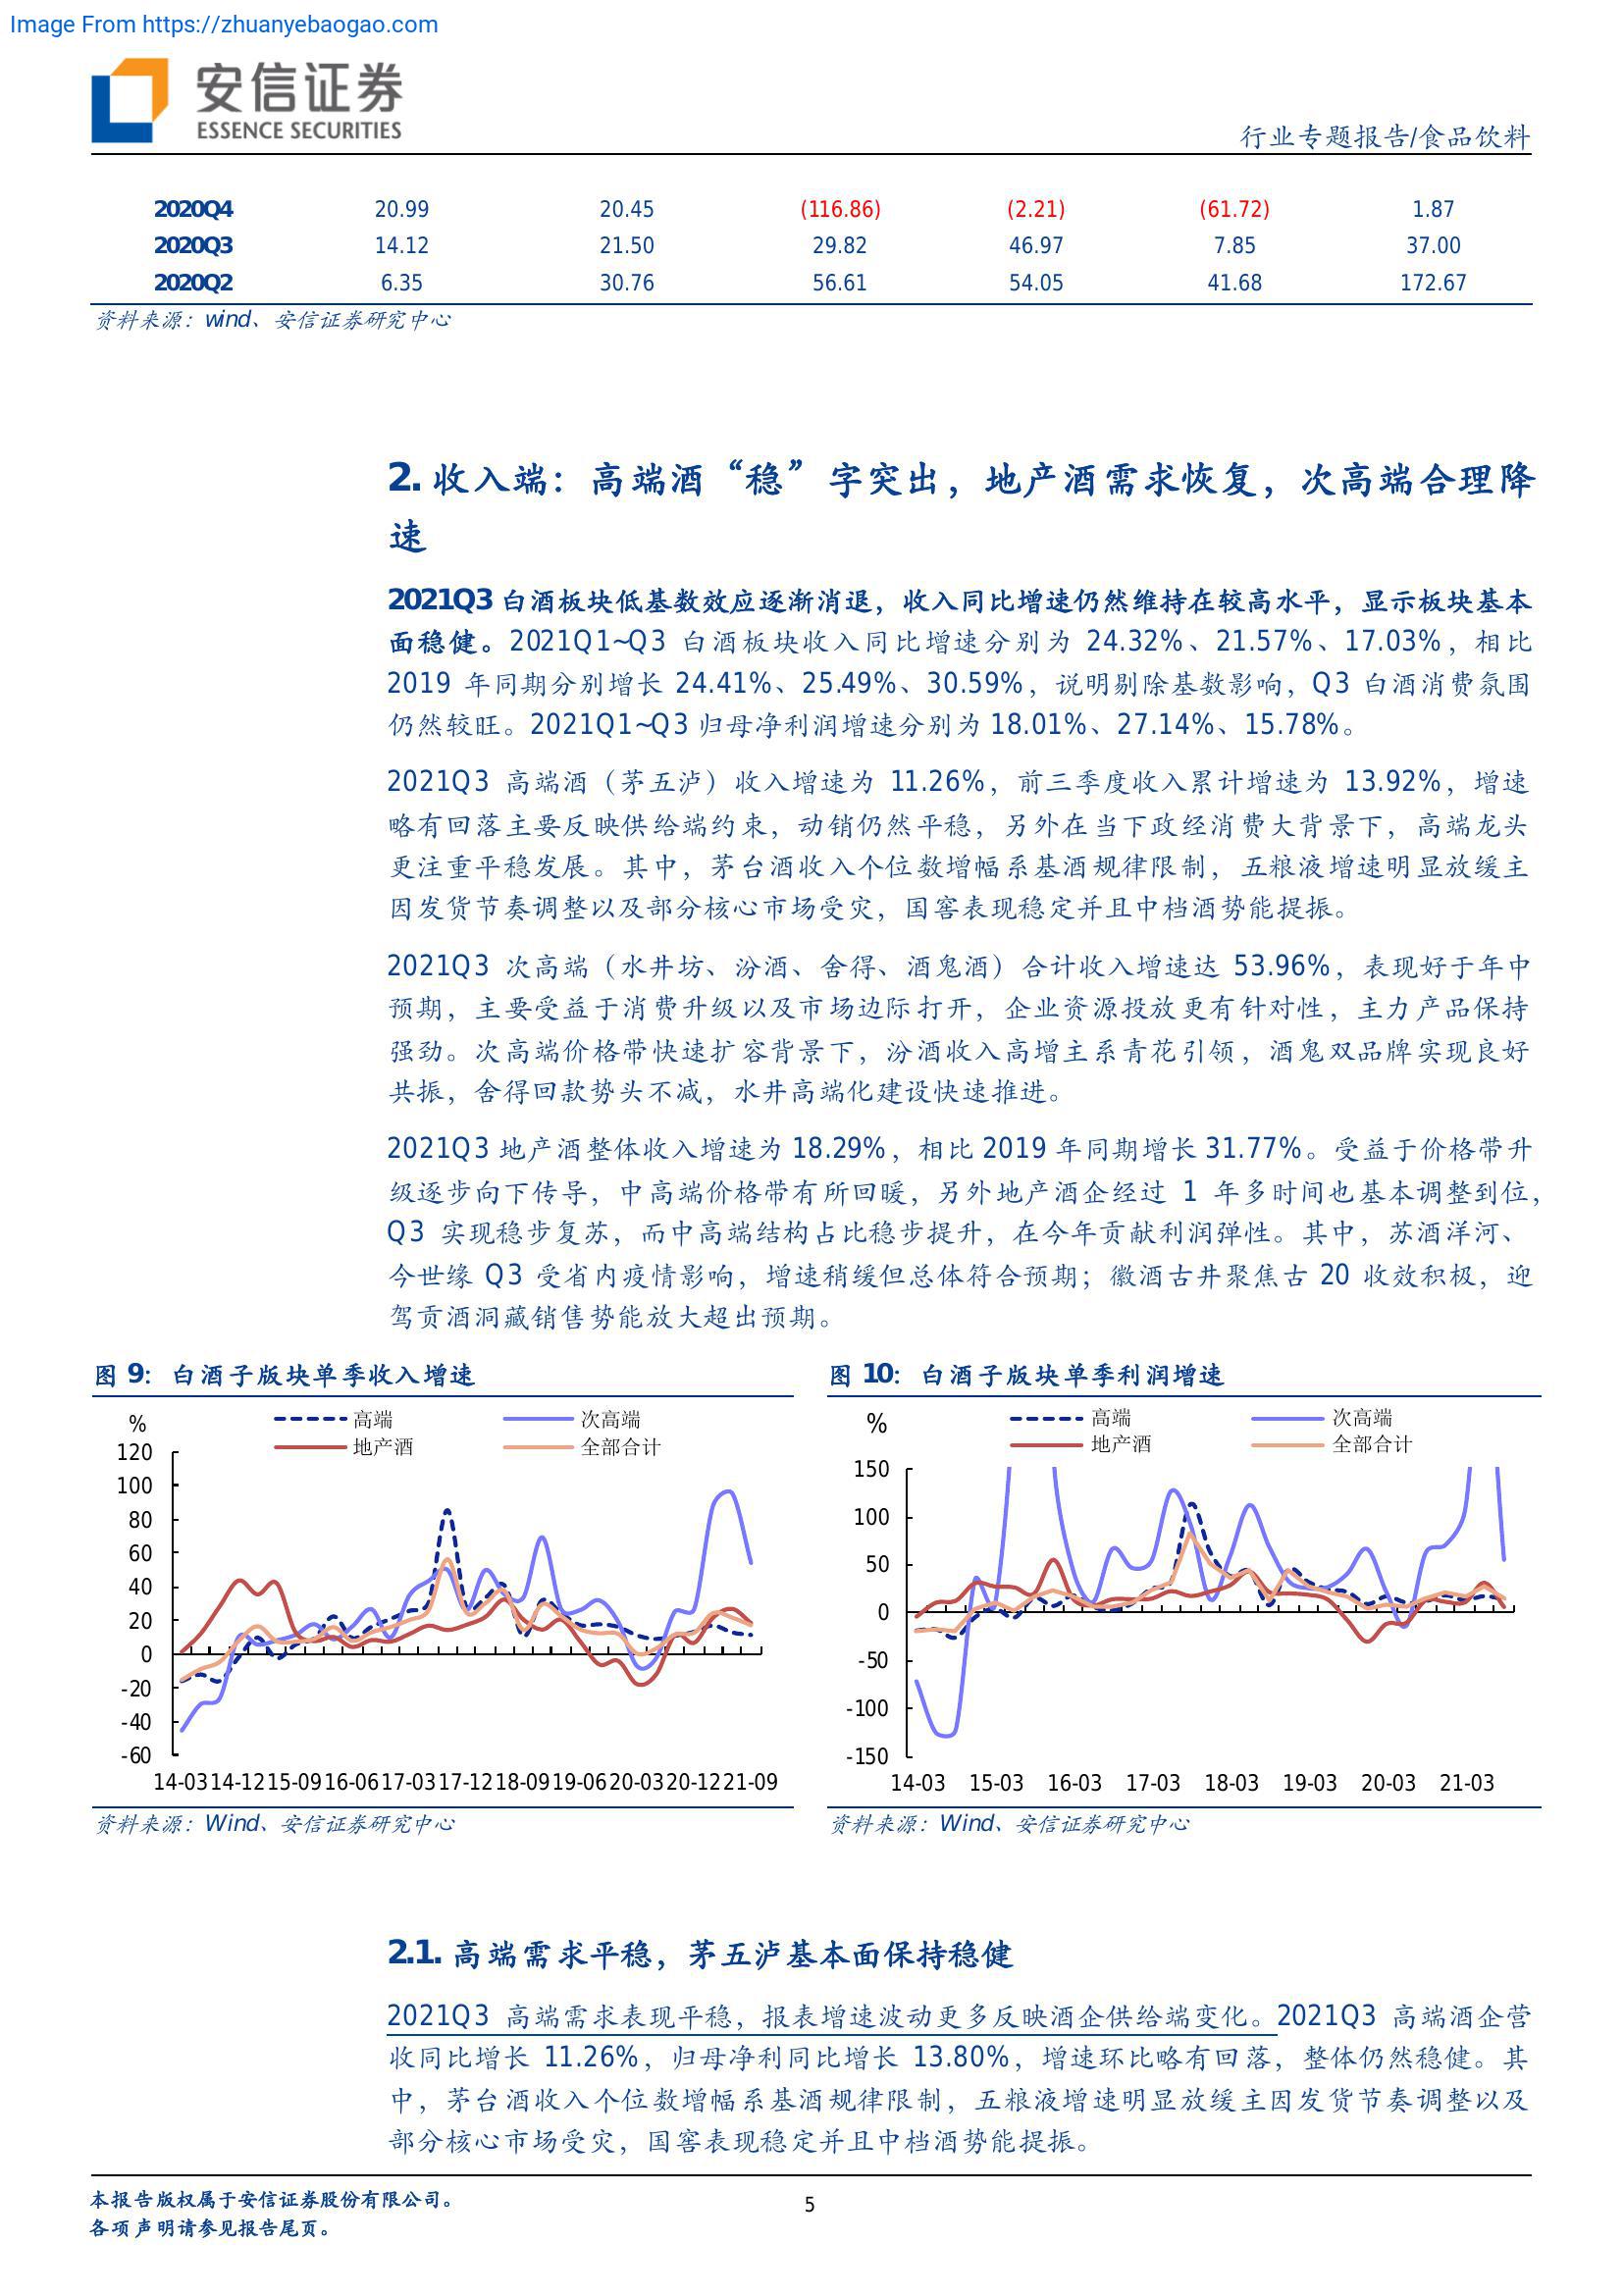 Image From https://zhuanyebaogao.com
安信证券
ESSENCE SECURITIES
行业专题报告/食品饮料
2020Q4 20.99 20.45 (116.86) (2.21) (61.72) 1.87
2020Q3 14.12 21.50 29.82 46.97 7.85 37.00
2020Q2 6.35 30.76 56.61 54.05 41.68 172.67
资料来源：wind、安信证券研究中心
2. 收入端：高端酒“稳”字突出，地产酒需求恢复，次高端合理降
速
2021Q3 白酒板块低基数效应逐渐消退，收入同比增速仍然维持在较高水平，显示板块基本
面稳健。2021Q1~Q3 白酒板块收入同比增速分别为 24.32%、21.57%、17.03%，相比
2019 年同期分别增长 24.41%、25.49%、30.59%，说明剔除基数影响，Q3 白酒消费氛围
仍然较旺。2021Q1~Q3 归母净利润增速分别为 18.01%、27.14%、15.78%。
2021Q3 高端酒（茅五泸）收入增速为 11.26%，前三季度收入累计增速为 13.92%，增速
略有回落主要反映供给端约束，动销仍然平稳，另外在当下政经消费大背景下，高端龙头
更注重平稳发展。其中，茅台酒收入个位数增幅系基酒规律限制，五粮液增速明显放缓主
因发货节奏调整以及部分核心市场受灾，国窖表现稳定并且中档酒势能提振。
2021Q3 次高端（水井坊、汾酒、舍得、酒鬼酒）合计收入增速达 53.96%，表现好于年中
预期，主要受益于消费升级以及市场边际打开，企业资源投放更有针对性，主力产品保持
强劲。次高端价格带快速扩容背景下，汾酒收入高增主系青花引领，酒鬼双品牌实现良好
共振，舍得回款势头不减，水井高端化建设快速推进。
2021Q3 地产酒整体收入增速为 18.29%，相比 2019 年同期增长 31.77%。受益于价格带升
级逐步向下传导，中高端价格带有所回暖，另外地产酒企经过 1 年多时间也基本调整到位，
Q3 实现稳步复苏，而中高端结构占比稳步提升，在今年贡献利润弹性。其中，苏酒洋河、
今世缘 Q3 受省内疫情影响，增速稍缓但总体符合预期；徽酒古井聚焦古 20 收效积极，迎
驾贡酒洞藏销售势能放大超出预期。
图 9：白酒子版块单季收入增速
% 高端 次高端
地产酒 全部合计
120
100
80
60
40
20
0
-20
-40
-60
14-03 14-12 15-09 16-06 17-03 17-12 18-09 19-06 20-03 20-12 21-09
资料来源：Wind、安信证券研究中心
图 10：白酒子版块单季利润增速
% 高端 次高端
地产酒 全部合计
150
100
50
0
-50
-100
-150
14-03 15-03 16-03 17-03 18-03 19-03 20-03 21-03
资料来源：Wind、安信证券研究中心
2.1. 高端需求平稳，茅五泸基本面保持稳健
2021Q3 高端需求表现平稳，报表增速波动更多反映酒企供给端变化。2021Q3 高端酒企营
收同比增长 11.26%，归母净利同比增长 13.80%，增速环比略有回落，整体仍然稳健。其
中，茅台酒收入个位数增幅系基酒规律限制，五粮液增速明显放缓主因发货节奏调整以及
部分核心市场受灾，国窖表现稳定并且中档酒势能提振。
本报告版权属于安信证券股份有限公司。
各项声明请参见报告尾页。
5